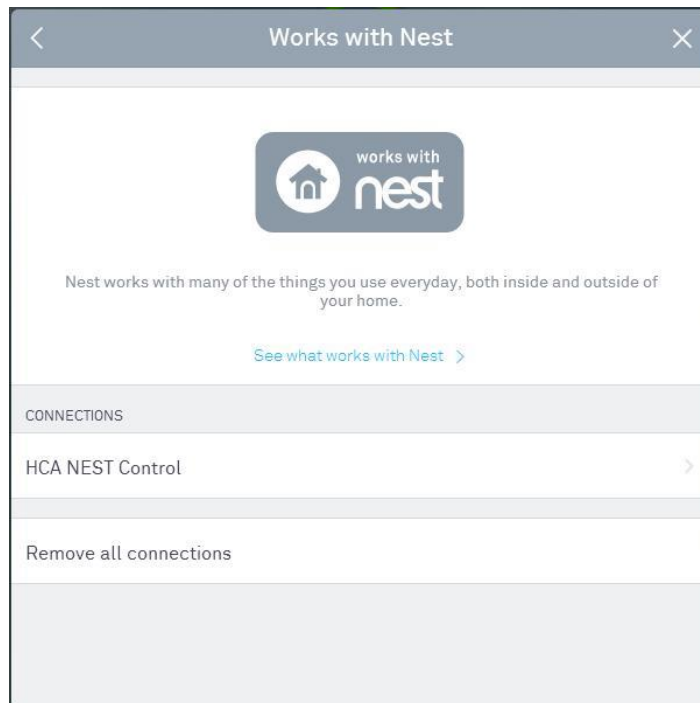 Works with Nest
works with
nest
Nest works with many of the things you use everyday, both inside and outside of
your home.
See what works with Nest
CONNECTIONS
HCA NEST Control
Remove all connections